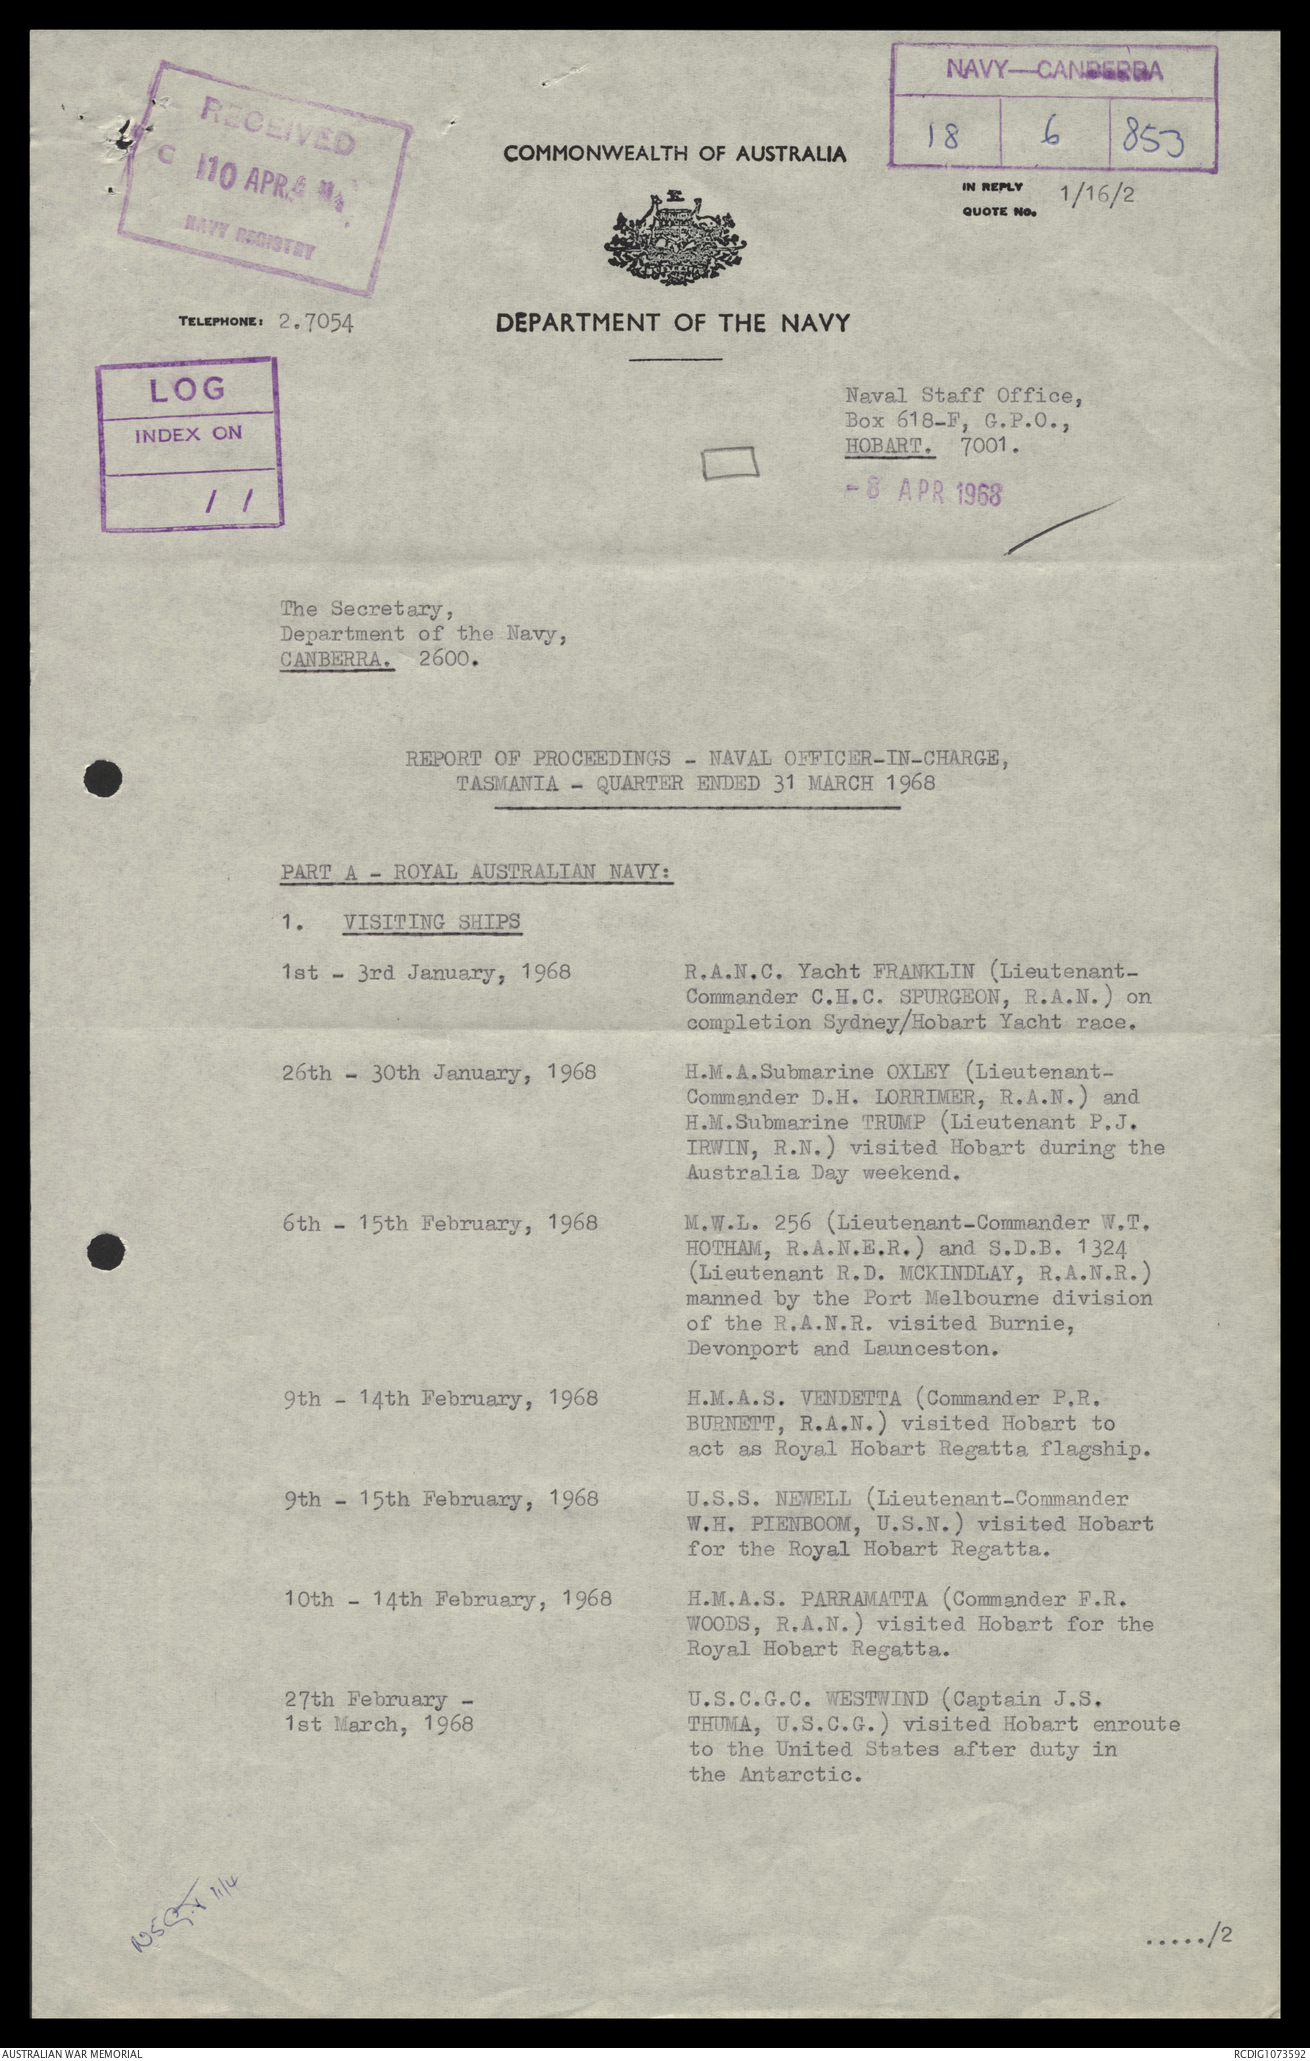 RECEIVED
G 10 APR.
NAVY REGISTRY
NAVY—CANBERRA
18 6 853
COMMONWEALTH OF AUSTRALIA
IN REPLY
QUOTE No. 1/16/2
TELEPHONE: 2.7054
DEPARTMENT OF THE NAVY
LOG
INDEX ON
/ /
Naval Staff Office,
Box 618-F, G.P.O.,
HOBART. 7001.
-8 APR 1968
The Secretary,
Department of the Navy,
CANBERRA. 2600.
REPORT OF PROCEEDINGS - NAVAL OFFICER-IN-CHARGE,
TASMANIA - QUARTER ENDED 31 MARCH 1968
PART A - ROYAL AUSTRALIAN NAVY:
1. VISITING SHIPS
1st - 3rd January, 1968 R.A.N.C. Yacht FRANKLIN (Lieutenant-
Commander C.H.C. SPURGEON, R.A.N.) on
completion Sydney/Hobart Yacht race.
26th - 30th January, 1968 H.M.A.Submarine OXLEY (Lieutenant-
Commander D.H. LORRIMER, R.A.N.) and
H.M.Submarine TRUMP (Lieutenant P.J.
IRWIN, R.N.) visited Hobart during the
Australia Day weekend.
6th - 15th February, 1968 M.W.L. 256 (Lieutenant-Commander W.T.
HOTHAM, R.A.N.E.R.) and S.D.B. 1324
(Lieutenant R.D. MCKINDLAY, R.A.N.R.)
manned by the Port Melbourne division
of the R.A.N.R. visited Burnie,
Devonport and Launceston.
9th - 14th February, 1968 H.M.A.S. VENDETTA (Commander P.R.
BURNETT, R.A.N.) visited Hobart to
act as Royal Hobart Regatta flagship.
9th - 15th February, 1968 U.S.S. NEWELL (Lieutenant-Commander
W.H. PIENBOOM, U.S.N.) visited Hobart
for the Royal Hobart Regatta.
10th - 14th February, 1968 H.M.A.S. PARRAMATTA (Commander F.R.
WOODS, R.A.N.) visited Hobart for the
Royal Hobart Regatta.
27th February - U.S.C.G.C. WESTWIND (Captain J.S.
1st March, 1968 THUMA, U.S.C.G.) visited Hobart enroute
to the United States after duty in
the Antarctic.
11/4
...../2
AUSTRALIAN WAR MEMORIAL
RCDIG1073592